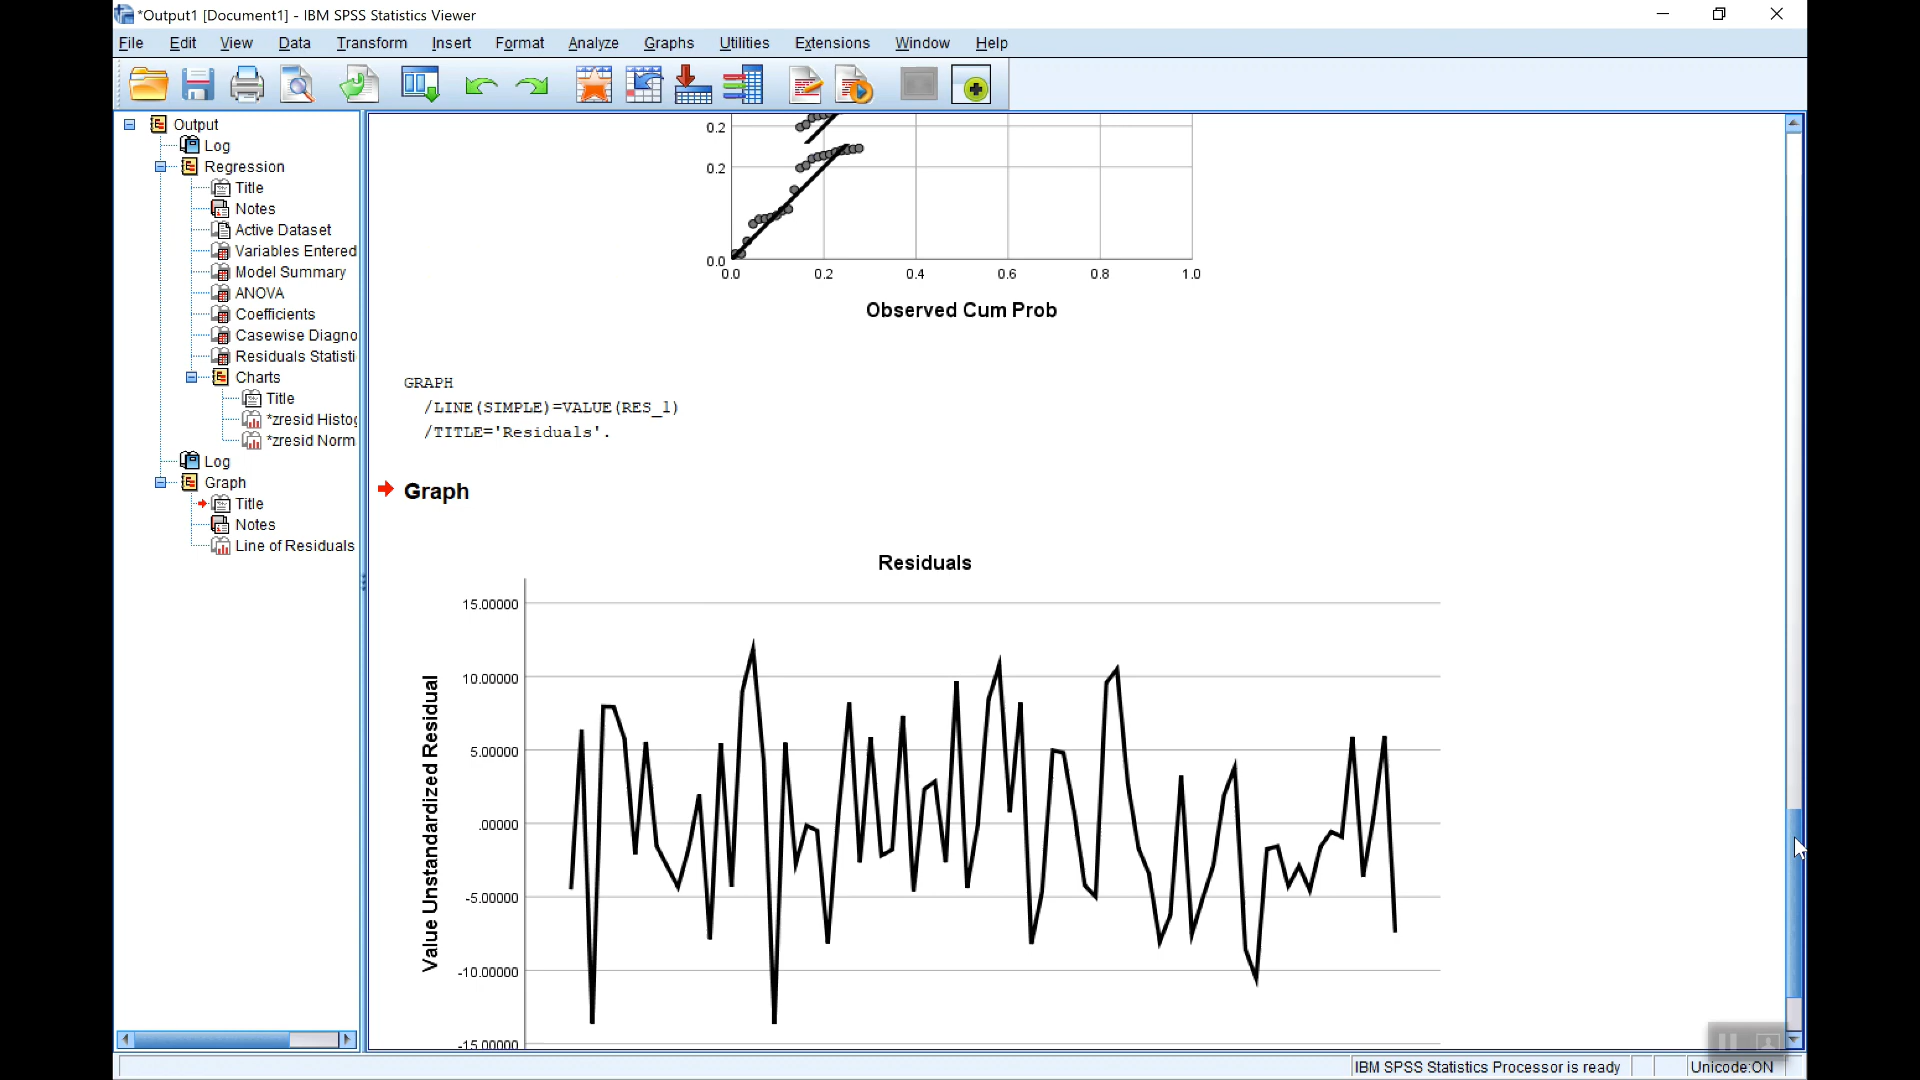 *Output1 [Document1] - IBM SPSS Statistics Viewer
File Edit View Data Transform Insert Format Analyze Graphs Utilities Extensions Window Help
Output
Log
Regression
Title
Notes
Active Dataset
Variables Entered
Model Summary
ANOVA
Coefficients
Casewise Diagno
Residuals Statisti
Charts
Title
*zresid Histog
*zresid Norm
Log
Graph
Title
Notes
Line of Residuals
0.2
0.2
0.0
0.0 0.2 0.4 0.6 0.8 1.0
Observed Cum Prob
GRAPH
/LINE(SIMPLE)=VALUE(RES_1)
/TITLE='Residuals'.
Graph
Residuals
Value Unstandardized Residual
15.00000
10.00000
5.00000
.00000
-5.00000
-10.00000
-15.00000
IBM SPSS Statistics Processor is ready
Unicode:ON